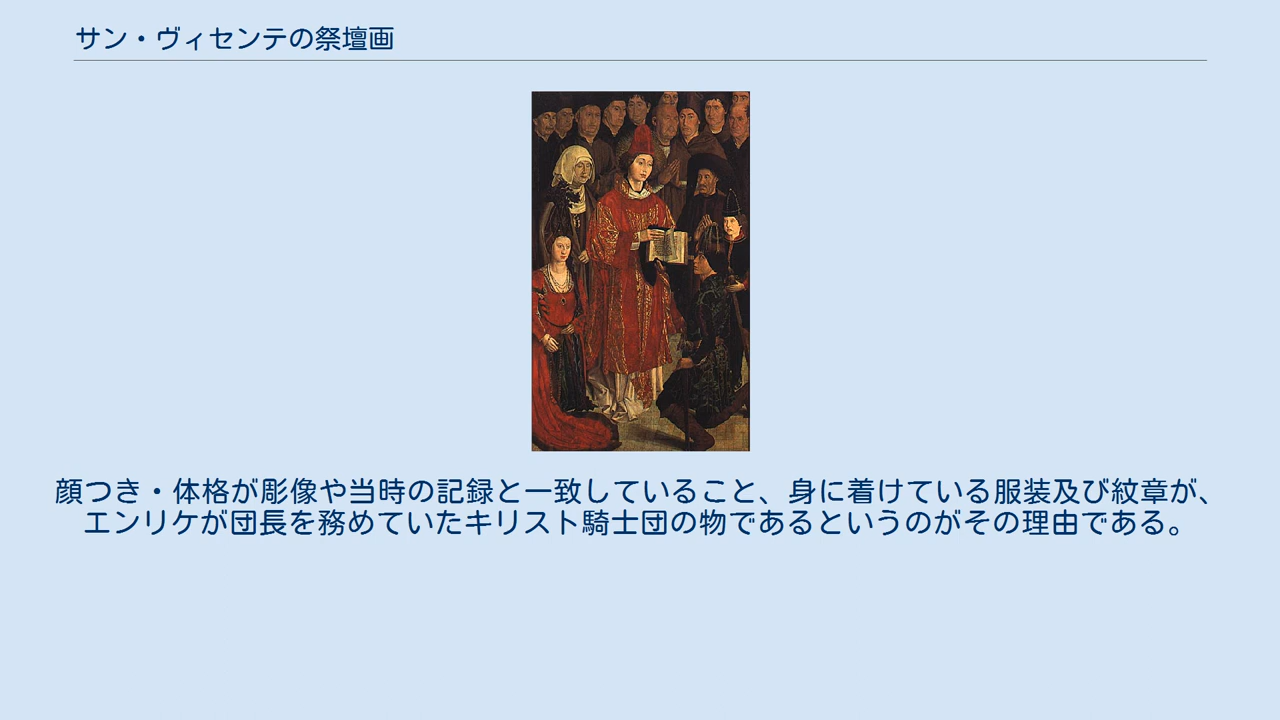 サン・ヴィセンテの祭壇画
顔つき・体格が彫像や当時の記録と一致していること、身に着けている服装及び紋章が、
エンリケが団長を務めていたキリスト騎士団の物であるというのがその理由である。